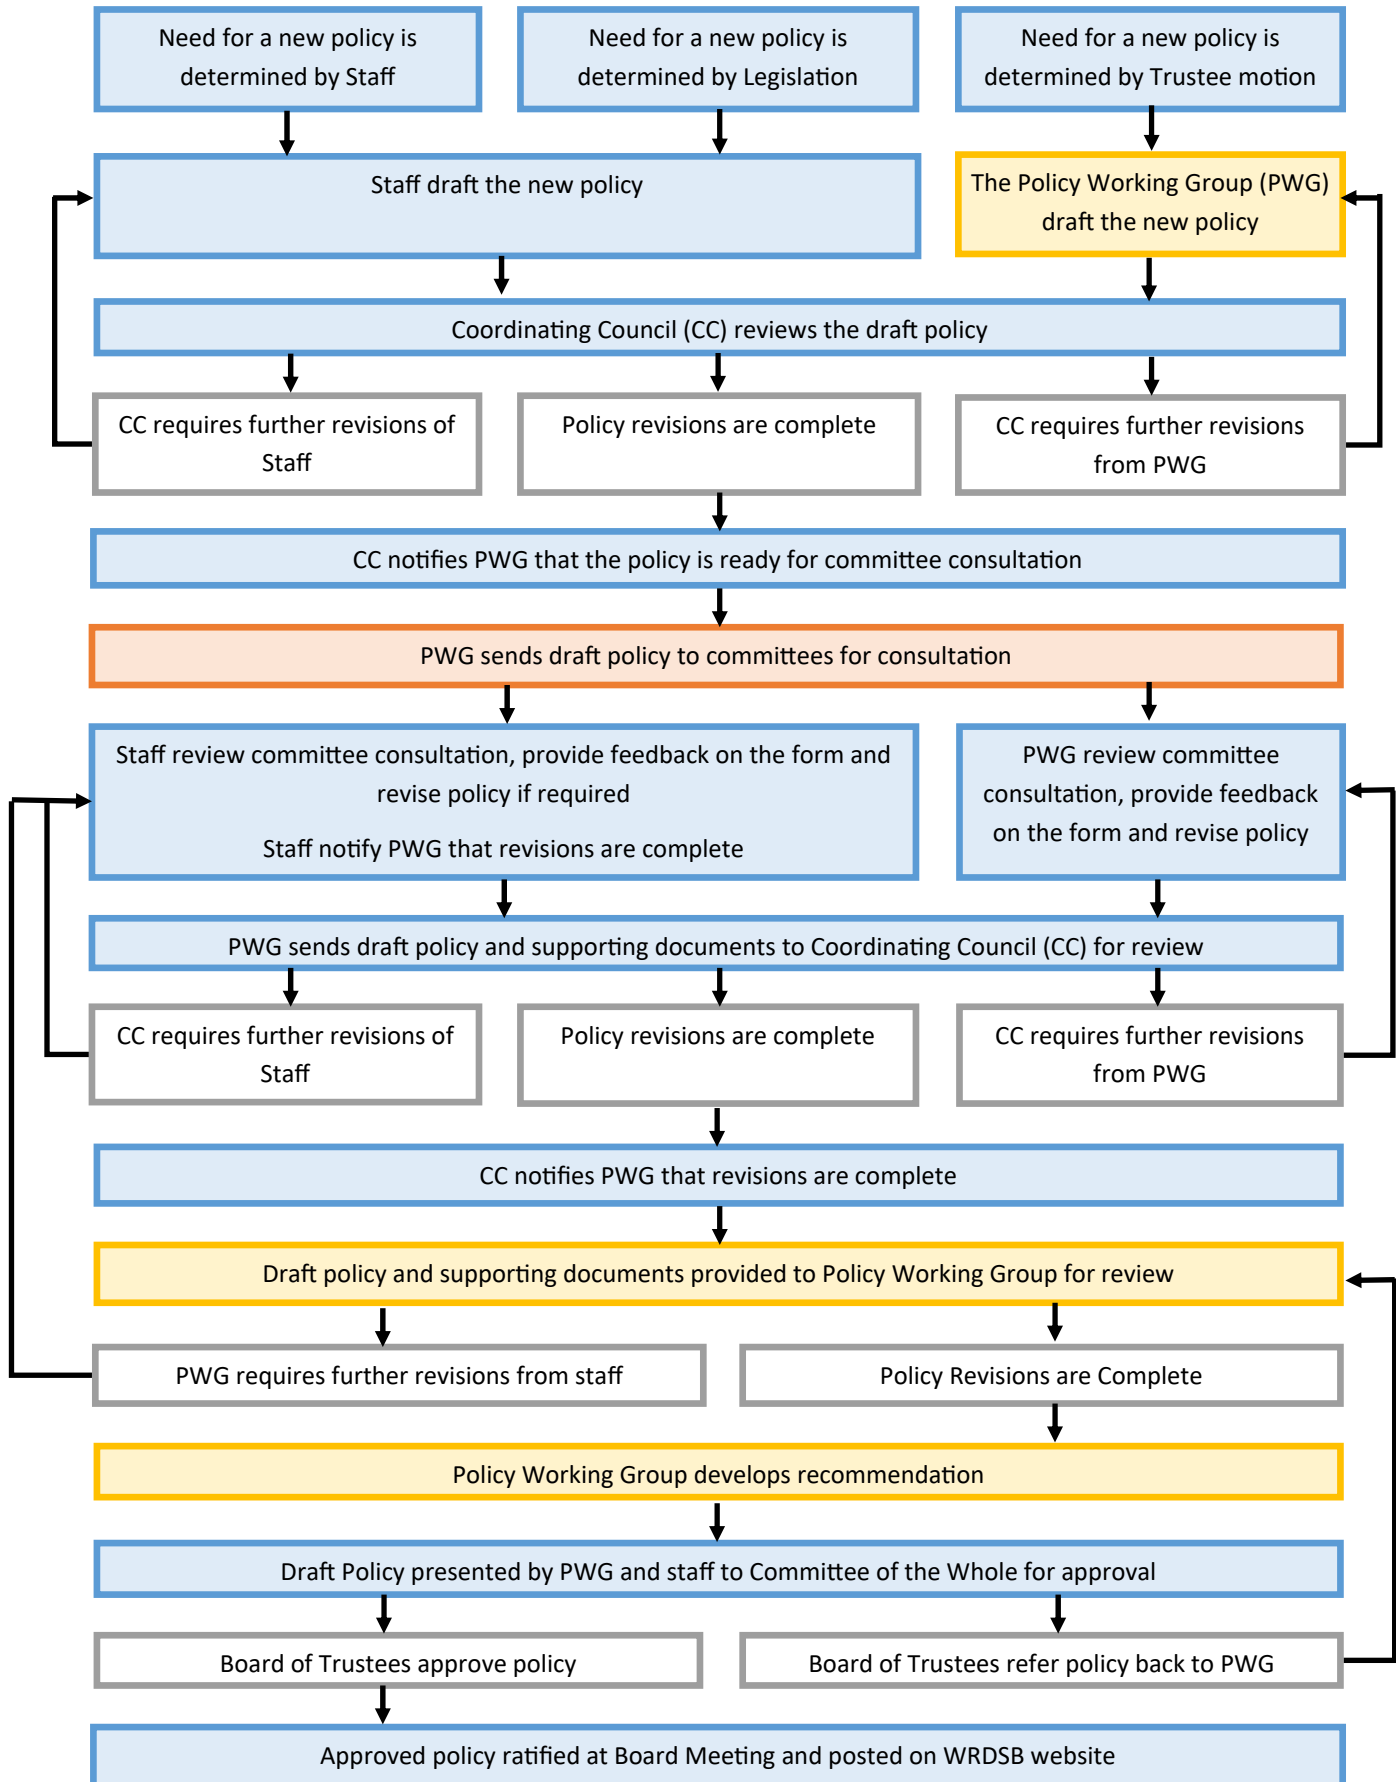 Need for a new policy is
determined by Staff
Need for a new policy is
determined by Legislation
Need for a new policy is
determined by Trustee motion
Staff draft the new policy
The Policy Working Group (PWG)
draft the new policy
Coordinating Council (CC) reviews the draft policy
CC requires further revisions of
Staff
Policy revisions are complete
CC requires further revisions
from PWG
CC notifies PWG that the policy is ready for committee consultation
PWG sends draft policy to committees for consultation
Staff review committee consultation, provide feedback on the form and
revise policy if required
Staff notify PWG that revisions are complete
PWG review committee
consultation, provide feedback
on the form and revise policy
PWG sends draft policy and supporting documents to Coordinating Council (CC) for review
CC requires further revisions of
Staff
Policy revisions are complete
CC requires further revisions
from PWG
CC notifies PWG that revisions are complete
Draft policy and supporting documents provided to Policy Working Group for review
PWG requires further revisions from staff
Policy Revisions are Complete
Policy Working Group develops recommendation
Draft Policy presented by PWG and staff to Committee of the Whole for approval
Board of Trustees approve policy
Board of Trustees refer policy back to PWG
Approved policy ratified at Board Meeting and posted on WRDSB website